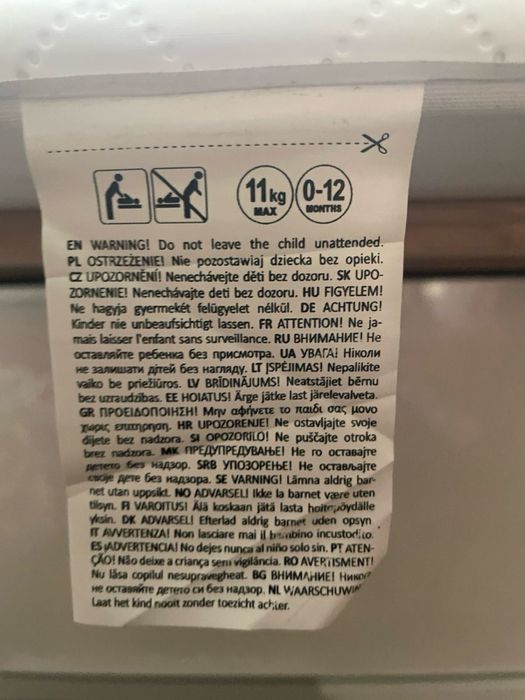 11kg MAX 0-12 MONTHS
EN WARNING! Do not leave the child unattended.
PL OSTRZEŻENIE! Nie pozostawiaj dziecka bez opieki.
CZ UPOZORNĚNÍ! Nenechávejte děti bez dozoru. SK UPO-
ZORNENIE! Nenechávajte deti bez dozoru. HU FIGYELEM!
Ne hagyja gyermekét felügyelet nélkül. DE ACHTUNG!
Kinder nie unbeaufsichtigt lassen. FR ATTENTION! Ne ja-
mais laisser l'enfant sans surveillance. RU ВНИМАНИЕ! Не
оставляйте ребенка без присмотра. UA УВАГА! Ніколи
не залишати дітей без нагляду. LT ĮSPĖJIMAS! Nepalikite
vaiko be priežiūros. LV BRĪDINĀJUMS! Neatstājiet bērnu
bez uzraudzības. EE HOIATUS! Ärge jätke last järelevalveta.
GR ΠΡΟΕΙΔΟΠΟΙΗΣΗ! Μην αφήνετε το παιδί σας μονο
χωρις επιτηρηση. HR UPOZORENJE! Ne ostavljajte svoje
dijete bez nadzora. SI OPOZORILO! Ne puščajte otroka
brez nadzora. MK ПРЕДУПРЕДУВАЊЕ! Не го оставајте
детето без надзор. SRB УПОЗОРЕЊЕ! Не остављајте
своје дете без надзора. SE VARNING! Lämna aldrig bar-
net utan uppsikt. NO ADVARSEL! Ikke la barnet være uten
tilsyn. FI VAROITUS! Älä koskaan jätä lasta
yksin. DK ADVARSEL! Efterlad aldrig barnet uden opsyn
IT AVVERTENZA! Non lasciare mai il bambino incustodito.
ES ¡ADVERTENCIA! No dejes nunca al niño solo sin. PT ATEN-
ÇÃO! Não deixe a criança sem vigilância. RO AVERTISMENT!
Nu lăsa copilul nesupravegheat. BG ВНИМАНИЕ!
не оставяйте детето си без надзор. NL WAARSCHUWIN
Laat het kind nooit zonder toezicht achter.